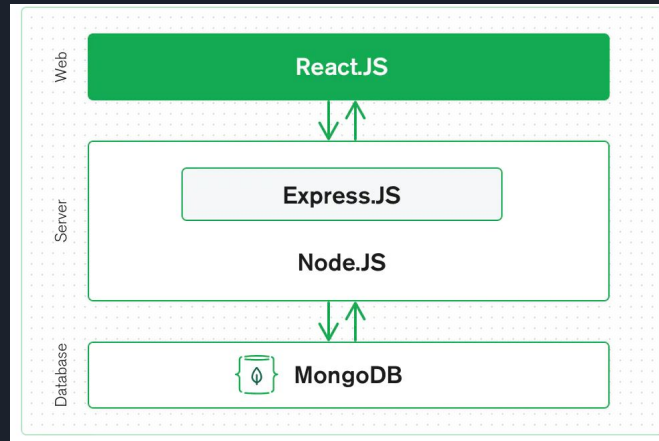 Web
React.JS
Server
Express.JS
Node.JS
Database
MongoDB